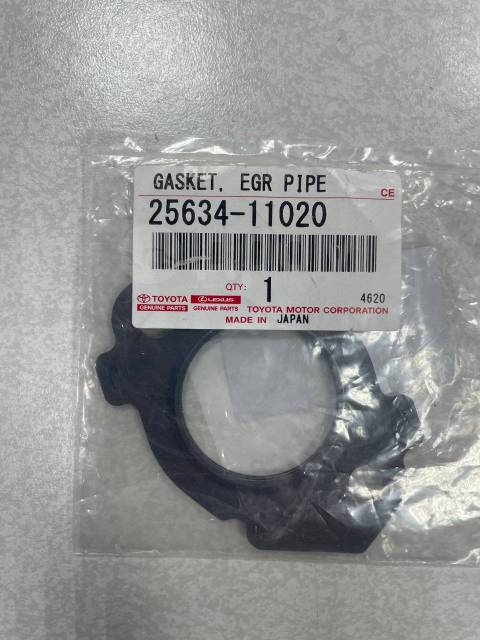 GASKET, EGR PIPE
CE
25634-11020
QTY: 1
4620
TOYOTA LEXUS TOYOTA MOTOR CORPORATION
GENUINE PARTS GENUINE PARTS
MADE IN JAPAN